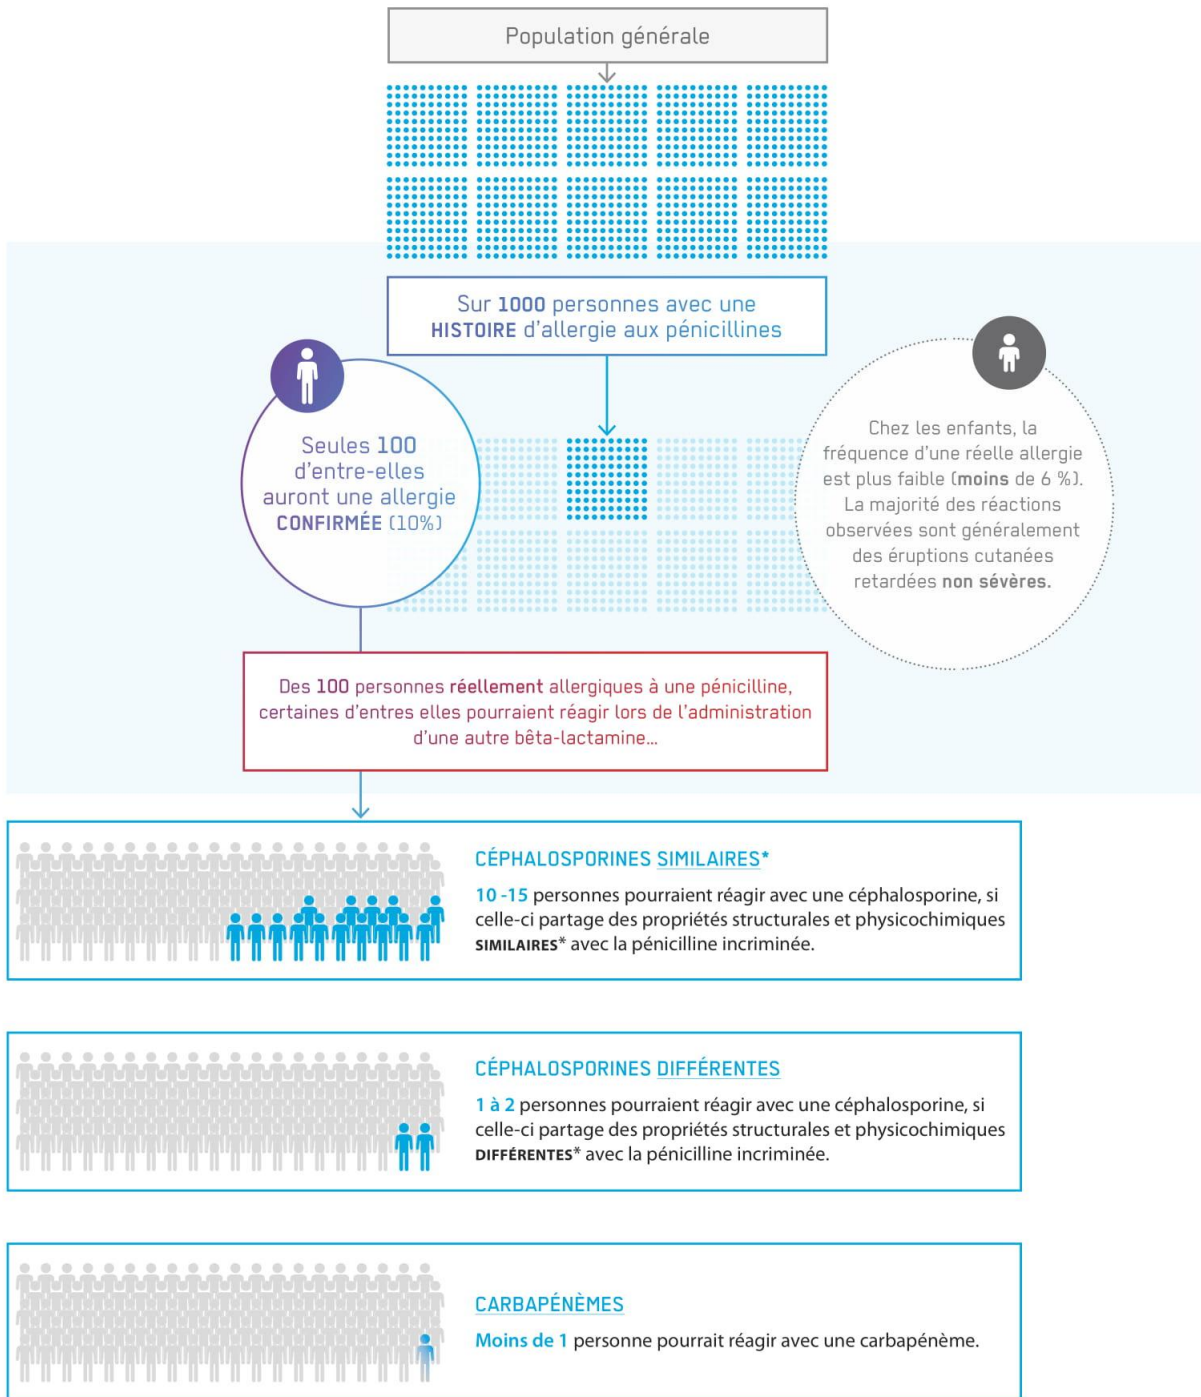 Population générale
Sur 1000 personnes avec une
HISTOIRE d'allergie aux pénicillines
Seules 100
d'entre-elles
auront une allergie
CONFIRMÉE (10%)
Chez les enfants, la
fréquence d'une réelle allergie
est plus faible (moins de 6 %).
La majorité des réactions
observées sont généralement
des éruptions cutanées
retardées non sévères.
Des 100 personnes réellement allergiques à une pénicilline,
certaines d'entres elles pourraient réagir lors de l'administration
d'une autre bêta-lactamine...
CÉPHALOSPORINES SIMILAIRES*
10 -15 personnes pourraient réagir avec une céphalosporine, si
celle-ci partage des propriétés structurales et physicochimiques
SIMILAIRES* avec la pénicilline incriminée.
CÉPHALOSPORINES DIFFÉRENTES
1 à 2 personnes pourraient réagir avec une céphalosporine, si
celle-ci partage des propriétés structurales et physicochimiques
DIFFÉRENTES* avec la pénicilline incriminée.
CARBAPÉNÈMES
Moins de 1 personne pourrait réagir avec une carbapénème.